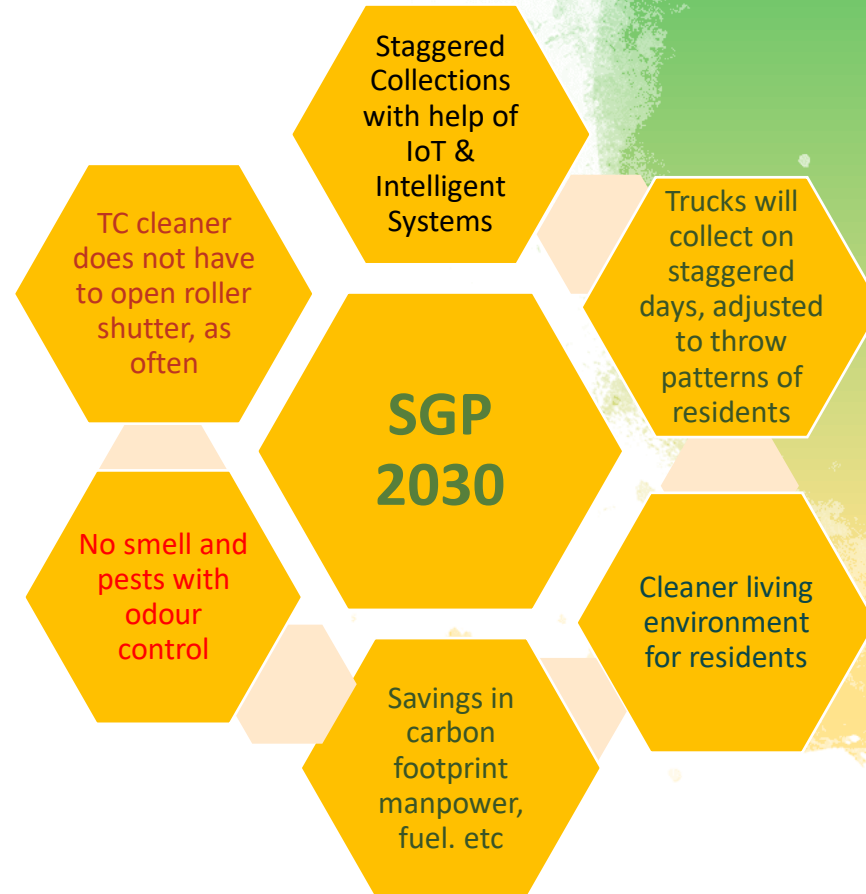 Staggered
Collections
with help of
IoT &
Intelligent
Systems
Trucks will
collect on
staggered
days, adjusted
to throw
patterns of
residents
TC cleaner
does not have
to open roller
shutter, as
often
SGP
2030
No smell and
pests with
odour
control
Cleaner living
environment
for residents
Savings in
carbon
footprint
manpower,
fuel. etc